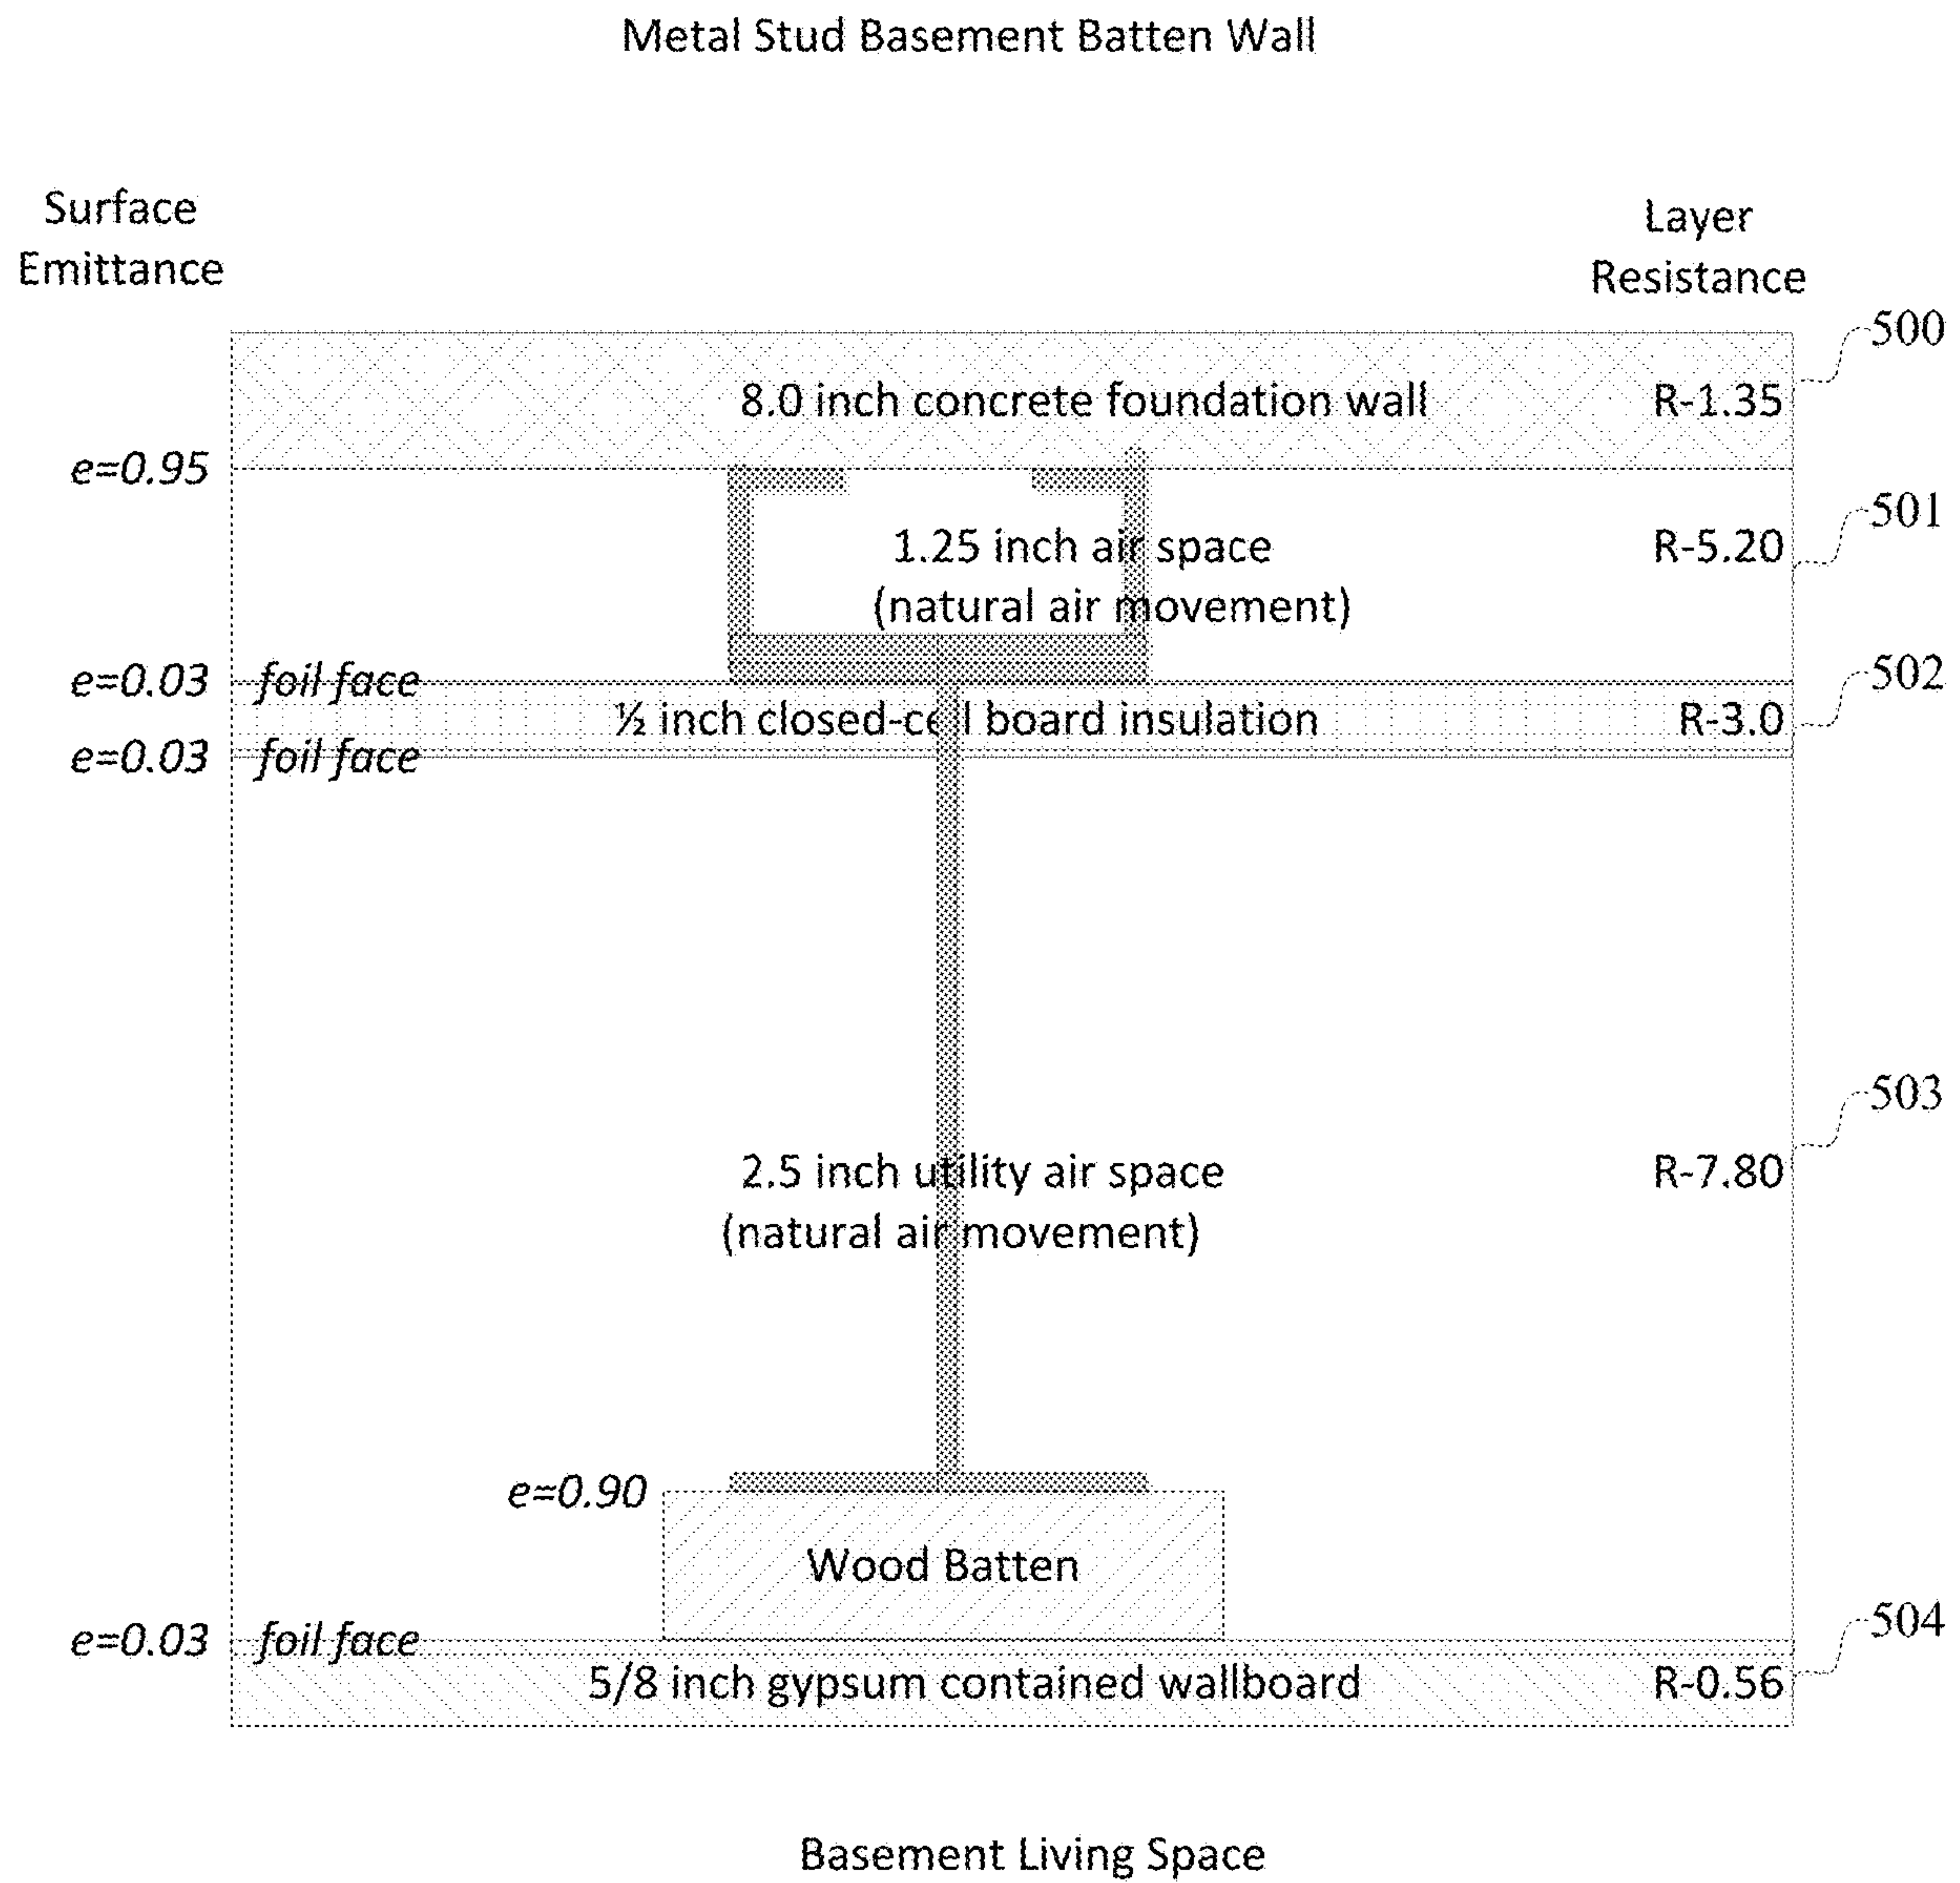 Metal Stud Basement Batten Wall
Surface
Emittance
Layer
Resistance
500
8.0 inch concrete foundation wall R-1.35
e=0.95
501
1.25 inch air space R-5.20
(natural air movement)
502
e=0.03 foil face
½ inch closed-cell board insulation R-3.0
e=0.03 foil face
503
2.5 inch utility air space R-7.80
(natural air movement)
e=0.90
Wood Batten
504
e=0.03 foil face
5/8 inch gypsum contained wallboard R-0.56
Basement Living Space